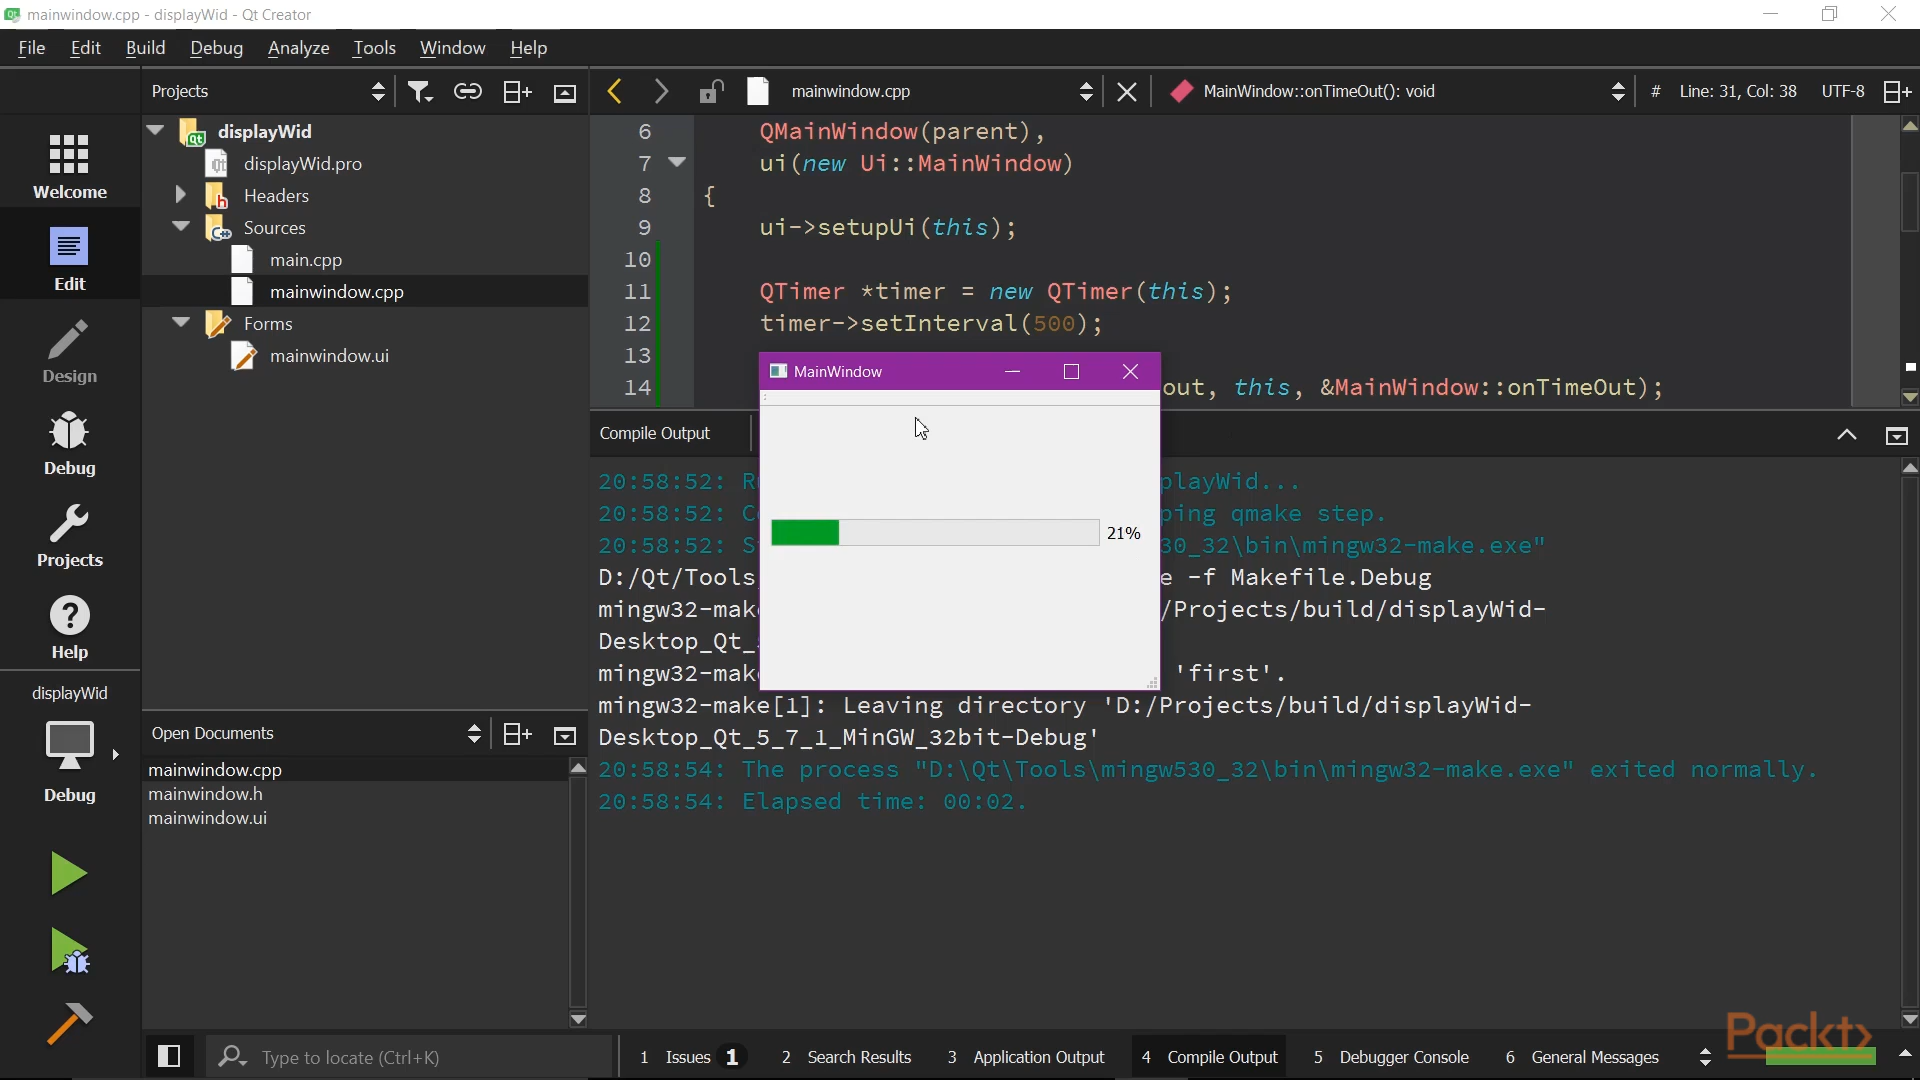 mainwindow.cpp - displayWid - Qt Creator
File Edit Build Debug Analyze Tools Window Help
Projects
mainwindow.cpp
MainWindow::onTimeOut(): void
# Line: 31, Col: 38 UTF-8
Welcome
Edit
Design
Debug
Projects
Help
displayWid
Debug
displayWid
displayWid.pro
Headers
Sources
main.cpp
mainwindow.cpp
Forms
mainwindow.ui
Open Documents
mainwindow.cpp
mainwindow.h
mainwindow.ui
6 QMainWindow(parent),
7 ui(new Ui::MainWindow)
8 {
9 ui->setupUi(this);
10
11 QTimer *timer = new QTimer(this);
12 timer->setInterval(500);
13
14 out, this, &MainWindow::onTimeOut);
MainWindow
21%
Compile Output
20:58:52: playWid...
20:58:52: ping qmake step.
20:58:52: 30_32\bin\mingw32-make.exe"
D:/Qt/Tools e -f Makefile.Debug
mingw32-mak /Projects/build/displayWid-
Desktop_Qt_
mingw32-mak 'first'.
mingw32-make[1]: Leaving directory 'D:/Projects/build/displayWid-
Desktop_Qt_5_7_1_MinGW_32bit-Debug'
20:58:54: The process "D:\Qt\Tools\mingw530_32\bin\mingw32-make.exe" exited normally.
20:58:54: Elapsed time: 00:02.
Type to locate (Ctrl+K)
1 Issues 1 2 Search Results 3 Application Output 4 Compile Output 5 Debugger Console 6 General Messages
Packt>